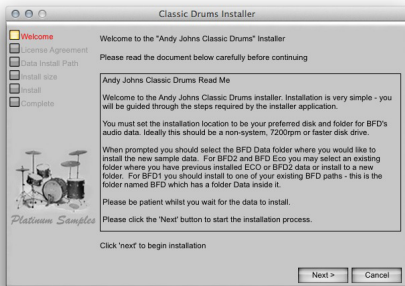 Classic Drums Installer
Welcome
License Agreement
Data Install Path
Install size
Install
Complete
Platinum Samples
Welcome to the "Andy Johns Classic Drums" Installer
Please read the document below carefully before continuing
Andy Johns Classic Drums Read Me
Welcome to the Andy Johns Classic Drums installer. Installation is very simple - you
will be guided through the steps required by the installer application.
You must set the installation location to be your preferred disk and folder for BFD's
audio data. Ideally this should be a non-system, 7200rpm or faster disk drive.
When prompted you should select the BFD Data folder where you would like to
install the new sample data. For BFD2 and BFD Eco you may select an existing
folder where you have previous installed ECO or BFD2 data or install to a new
folder. For BFD1 you should install to one of your existing BFD paths - this is the
folder named BFD which has a folder Data inside it.
Please be patient whilst you wait for the data to install.
Please click the 'Next' button to start the installation process.
Click 'next' to begin installation
Next >
Cancel